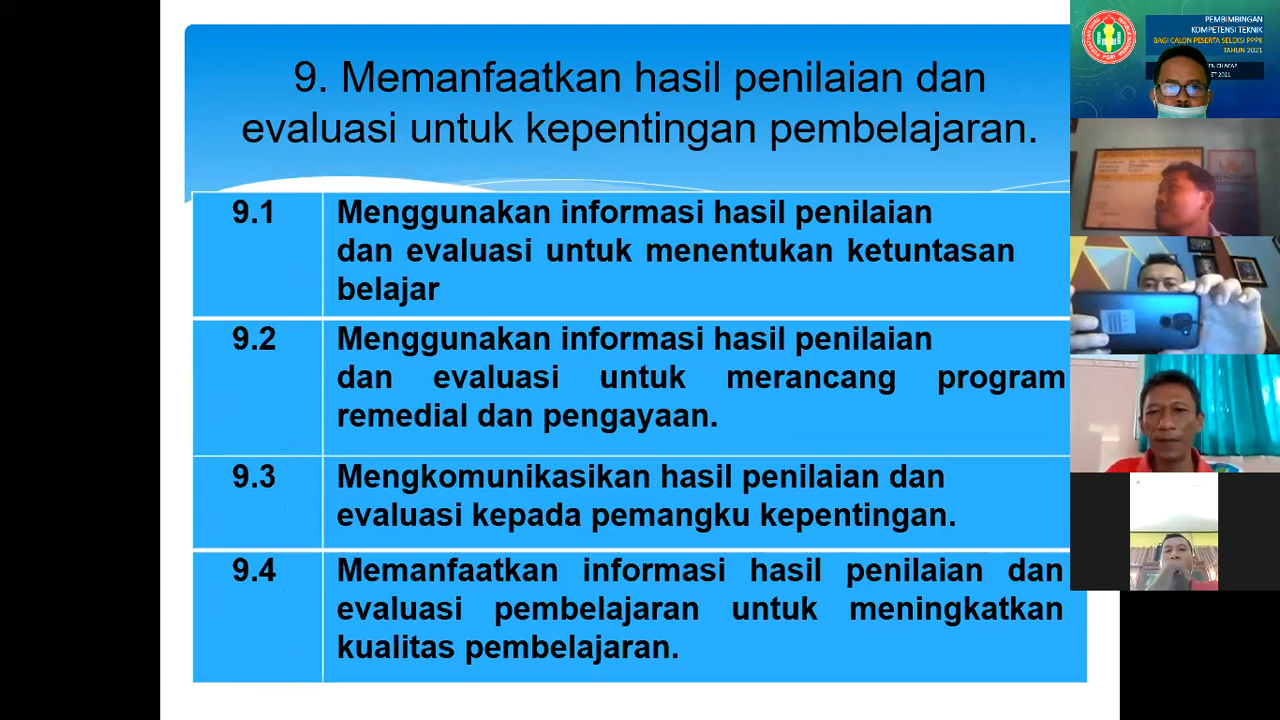 9. Memanfaatkan hasil penilaian dan
evaluasi untuk kepentingan pembelajaran.
9.1
Menggunakan informasi hasil penilaian
dan evaluasi untuk menentukan ketuntasan
belajar
9.2
Menggunakan informasi hasil penilaian
dan evaluasi untuk merancang program
remedial dan pengayaan.
9.3
Mengkomunikasikan hasil penilaian dan
evaluasi kepada pemangku kepentingan.
9.4
Memanfaatkan informasi hasil penilaian dan
evaluasi pembelajaran untuk meningkatkan
kualitas pembelajaran.
PEMBIMBINGAN
KOMPETENSI TEKNIK
BAGI CALON PESERTA SELEKSI PPPK
TAHUN 2021
ET 2021
PGRI